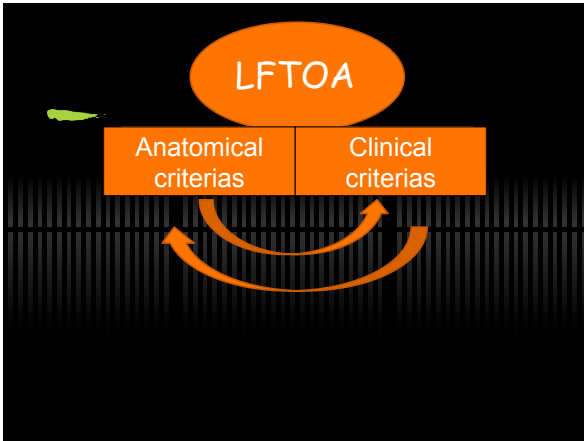 LFTOA
Anatomical
criterias
Clinical
criterias